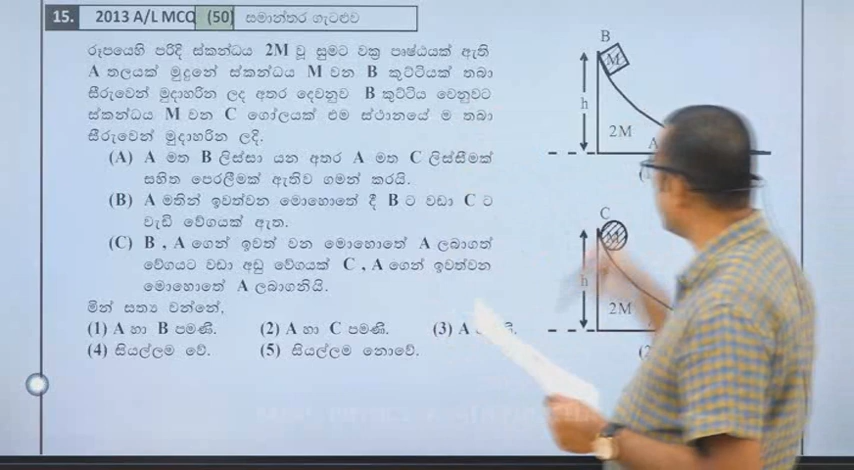 15. 2013 A/L MCQ (50) සමාන්තර ගැටළුව
රූපයෙහි පරිදි ස්කන්ධය 2M වූ සුමට වක්‍ර පෘෂ්ඨයක් ඇති
A තලයක් මුදුනේ ස්කන්ධය M වන B කුට්ටියක් තබා
සීරුවෙන් මුදාහරින ලද අතර දෙවනුව B කුට්ටිය වෙනුවට
ස්කන්ධය M වන C ගෝලයක් එම ස්ථානයේ ම තබා
සීරුවෙන් මුදාහරින ලදි.
(A) A මත B ලිස්සා යන අතර A මත C ලිස්සීමක්
සහිත පෙරලීමක් ඇතිව ගමන් කරයි.
(B) A මතින් ඉවත්වන මොහොතේ දී B ට වඩා C ට
වැඩි වේගයක් ඇත.
(C) B , A ගෙන් ඉවත් වන මොහොතේ A ලබාගත්
වේගයට වඩා අඩු වේගයක් C , A ගෙන් ඉවත්වන
මොහොතේ A ලබාගනියි.
මින් සත්‍ය වන්නේ,
(1) A හා B පමණි. (2) A හා C පමණි. (3) A
(4) සියල්ලම වේ. (5) සියල්ලම නොවේ.
B
M
h
2M
A
C
M
h
2M